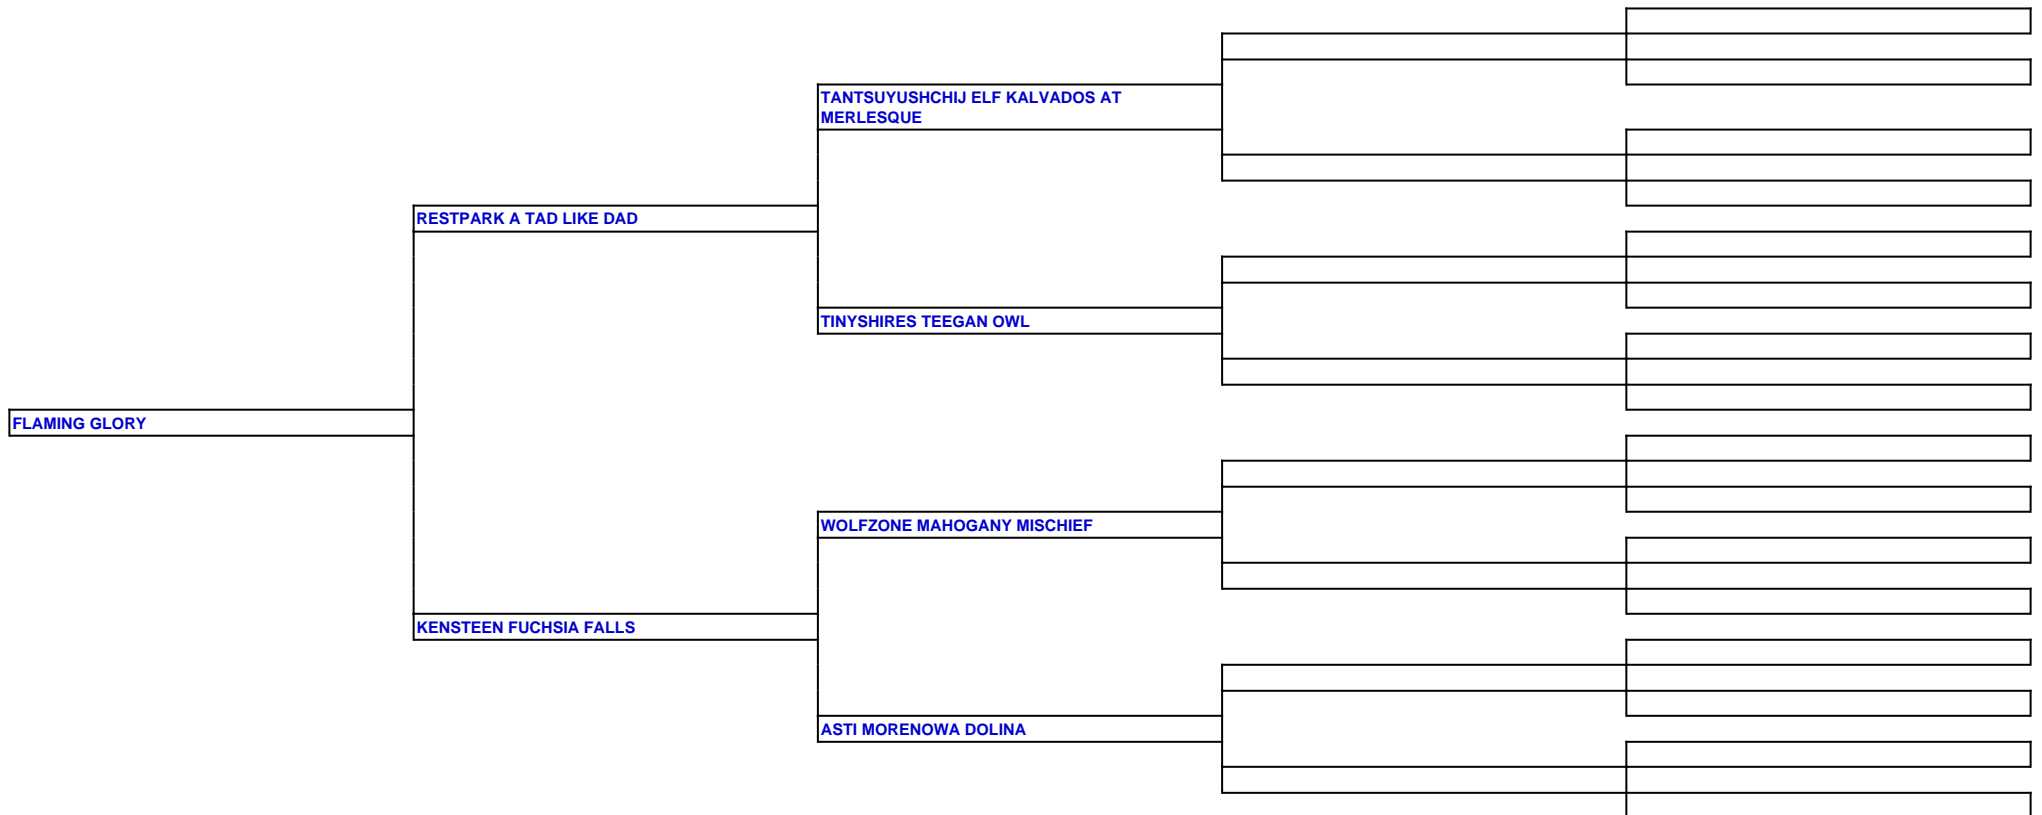 TANTSUYUSHCHIJ ELF KALVADOS AT
MERLESQUE
RESTPARK A TAD LIKE DAD
TINYSHIRES TEEGAN OWL
FLAMING GLORY
WOLFZONE MAHOGANY MISCHIEF
KENSTEEN FUCHSIA FALLS
ASTI MORENOWA DOLINA